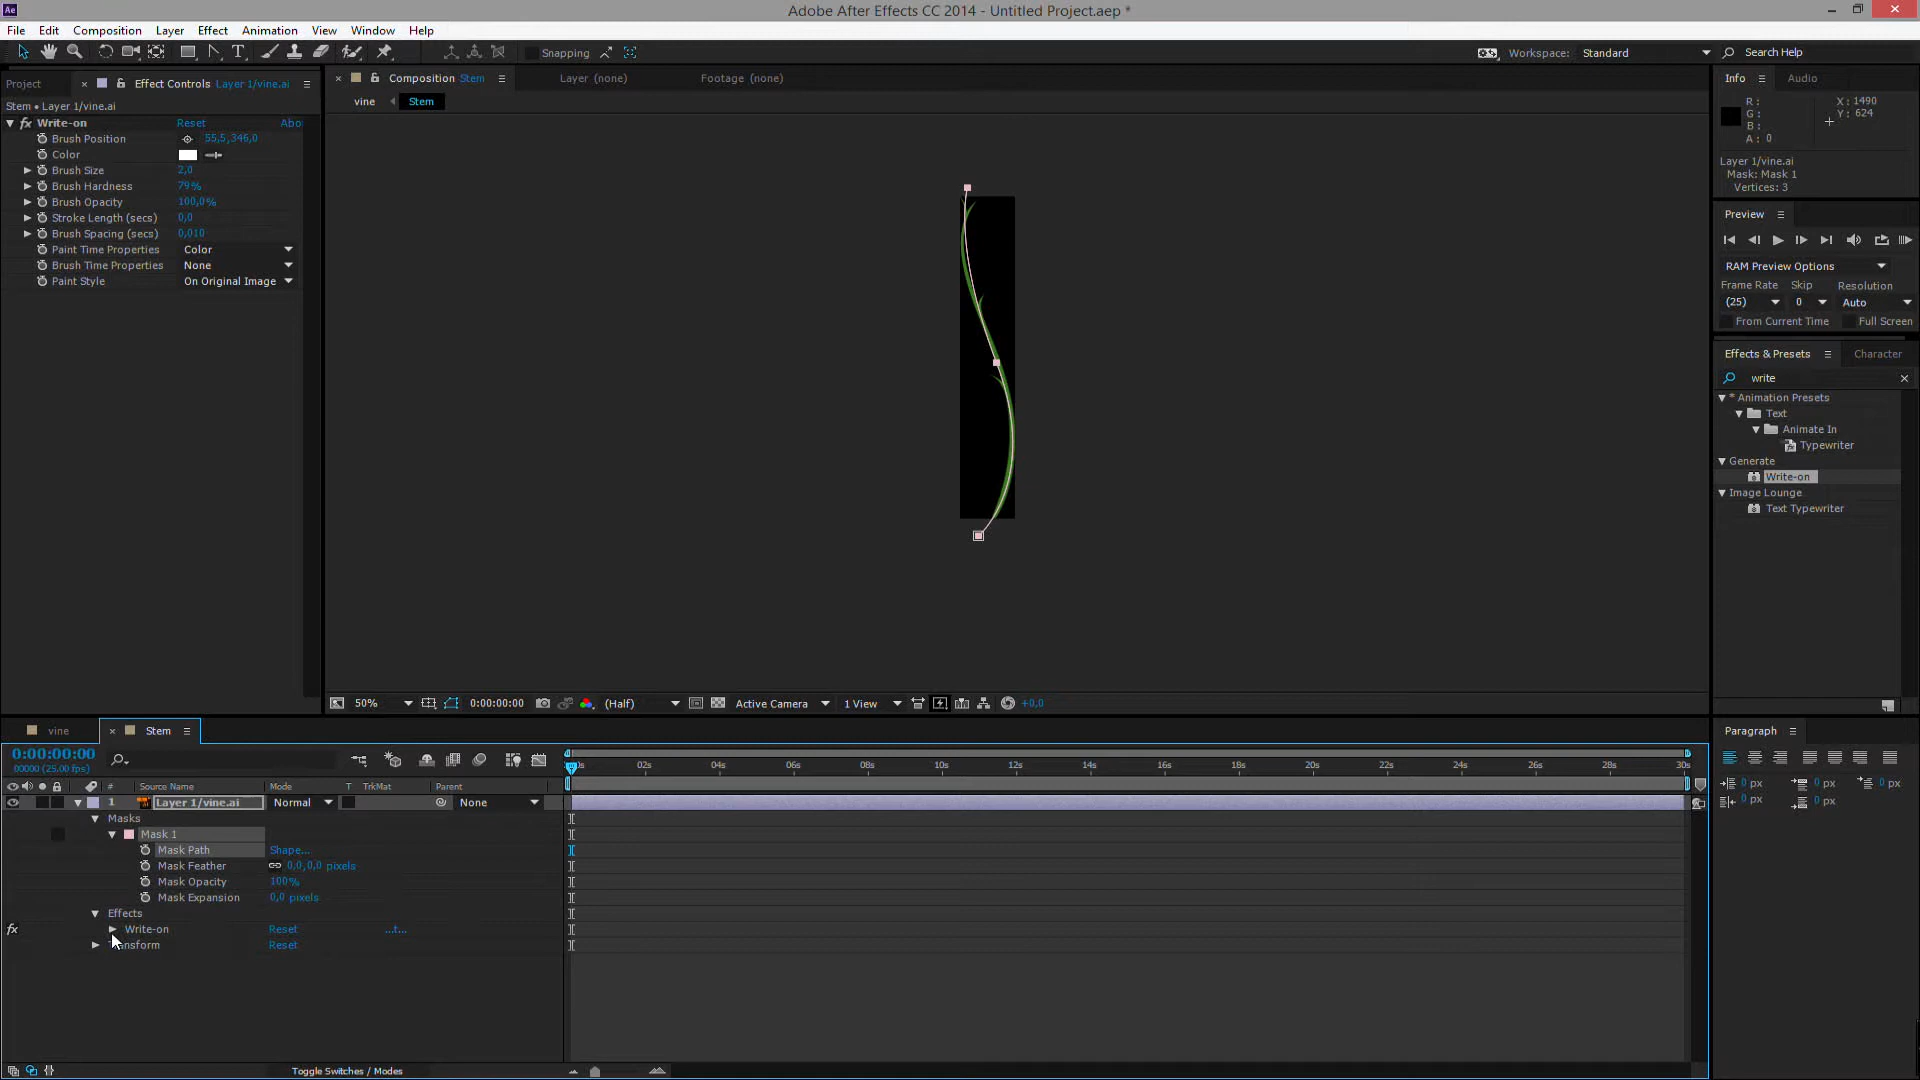 Ae
Adobe After Effects CC 2014 - Untitled Project.aep *
File Edit Composition Layer Effect Animation View Window Help
Snapping
Workspace: Standard
Search Help
Project
Effect Controls Layer 1/vine.ai
Stem • Layer 1/vine.ai
fx Write-on Reset Abo
Brush Position 55,5,346,0
Color
Brush Size 2,0
Brush Hardness 79%
Brush Opacity 100,0%
Stroke Length (secs) 0,0
Brush Spacing (secs) 0,010
Paint Time Properties Color
Brush Time Properties None
Paint Style On Original Image
Composition Stem
Layer (none)
Footage (none)
vine Stem
50% 0:00:00:00 (Half) Active Camera 1 View +0,0
Info Audio
R: X: 1490
G: Y: 624
B:
A: 0
Layer 1/vine.ai
Mask: Mask 1
Vertices: 3
Preview
RAM Preview Options
Frame Rate Skip Resolution
(25) 0 Auto
From Current Time Full Screen
Effects & Presets Character
write
* Animation Presets
Text
Animate In
Typewriter
Generate
Write-on
Image Lounge
Text Typewriter
Paragraph
0 px 0 px 0 px
0 px 0 px
vine Stem
0:00:00:00
00000 (25.00 fps)
# Source Name Mode T TrkMat Parent
02s 04s 06s 08s 10s 12s 14s 16s 18s 20s 22s 24s 26s 28s 30s
1 Layer 1/vine.ai Normal None
Masks
Mask 1
Mask Path Shape...
Mask Feather 0,0,0,0 pixels
Mask Opacity 100%
Mask Expansion 0,0 pixels
Effects
fx Write-on Reset ...t...
Transform Reset
Toggle Switches / Modes